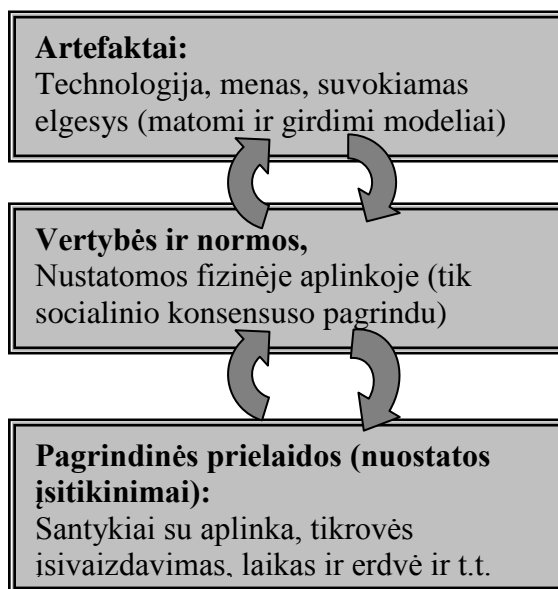 Artefaktai:
Technologija, menas, suvokiamas
elgesys (matomi ir girdimi modeliai)
Vertybės ir normos,
Nustatomos fizinėje aplinkoje (tik
socialinio konsensuso pagrindu)
Pagrindinės prielaidos (nuostatos
įsitikinimai):
Santykiai su aplinka, tikrovės
įsivaizdavimas, laikas ir erdvė ir t.t.